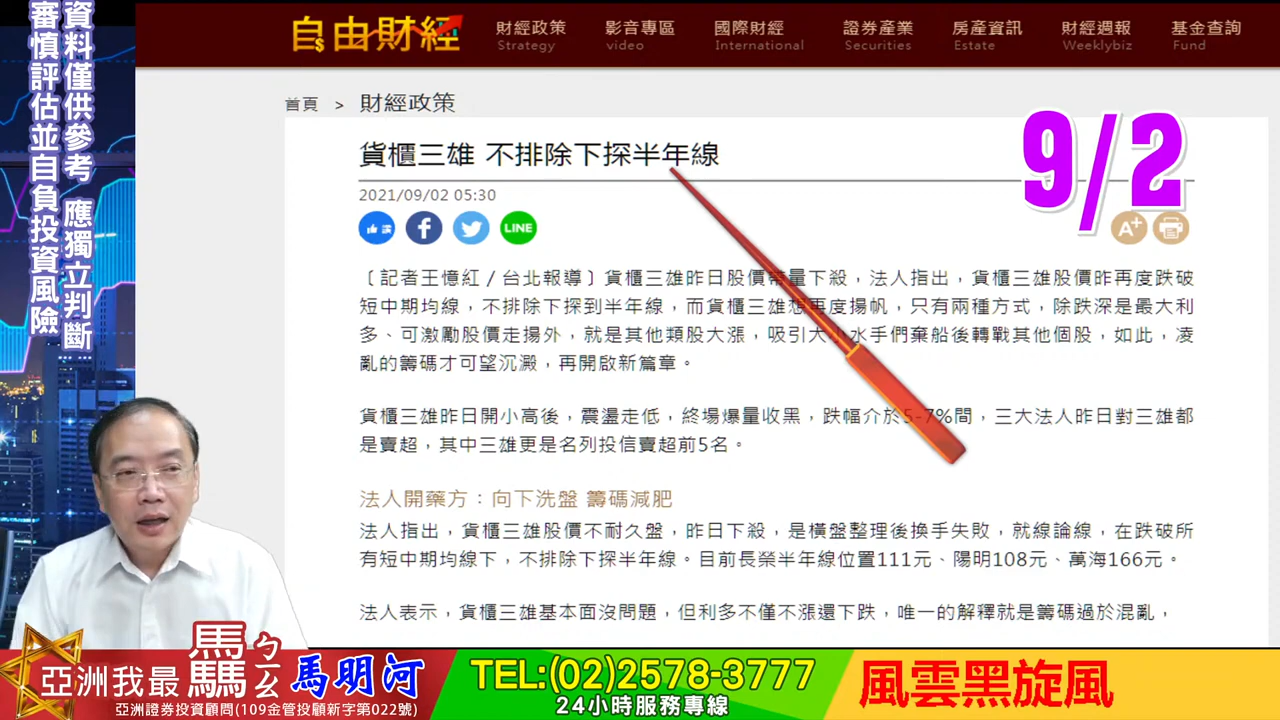 資料僅供參考 應獨立判斷
審慎評估並自負投資風險
自由財經
財經政策
Strategy
影音專區
video
國際財經
International
證券產業
Securities
房產資訊
Estate
財經週報
Weeklybiz
基金查詢
Fund
首頁 > 財經政策
9/2
貨櫃三雄 不排除下探半年線
2021/09/02 05:30
讚
LINE
A+
〔記者王憶紅/台北報導〕貨櫃三雄昨日股價帶量下殺,法人指出,貨櫃三雄股價昨再度跌破
短中期均線,不排除下探到半年線,而貨櫃三雄想再度揚帆,只有兩種方式,除跌深是最大利
多、可激勵股價走揚外,就是其他類股大漲,吸引大小水手們棄船後轉戰其他個股,如此,凌
亂的籌碼才可望沉澱,再開啟新篇章。
貨櫃三雄昨日開小高後,震盪走低,終場爆量收黑,跌幅介於5-7%間,三大法人昨日對三雄都
是賣超,其中三雄更是名列投信賣超前5名。
法人開藥方:向下洗盤 籌碼減肥
法人指出,貨櫃三雄股價不耐久盤,昨日下殺,是橫盤整理後換手失敗,就線論線,在跌破所
有短中期均線下,不排除下探半年線。目前長榮半年線位置111元、陽明108元、萬海166元。
法人表示,貨櫃三雄基本面沒問題,但利多不僅不漲還下跌,唯一的解釋就是籌碼過於混亂,
亞洲我最馬驫ㄅㄧㄠ馬明河
亞洲證券投資顧問(109金管投顧新字第022號)
TEL:(02)2578-3777
24小時服務專線
風雲黑旋風